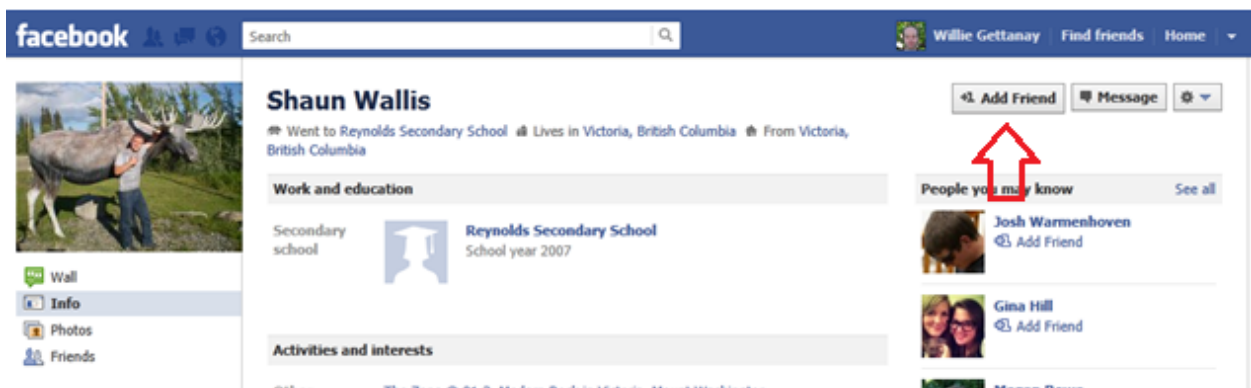 facebook
Search
Willie Gettanay
Find friends
Home
Shaun Wallis
Add Friend
Message
Went to Reynolds Secondary School Lives in Victoria, British Columbia From Victoria,
British Columbia
Work and education
Secondary
school
Reynolds Secondary School
School year 2007
Activities and interests
Wall
Info
Photos
Friends
People you may know
See all
Josh Warmenhoven
Add Friend
Gina Hill
Add Friend